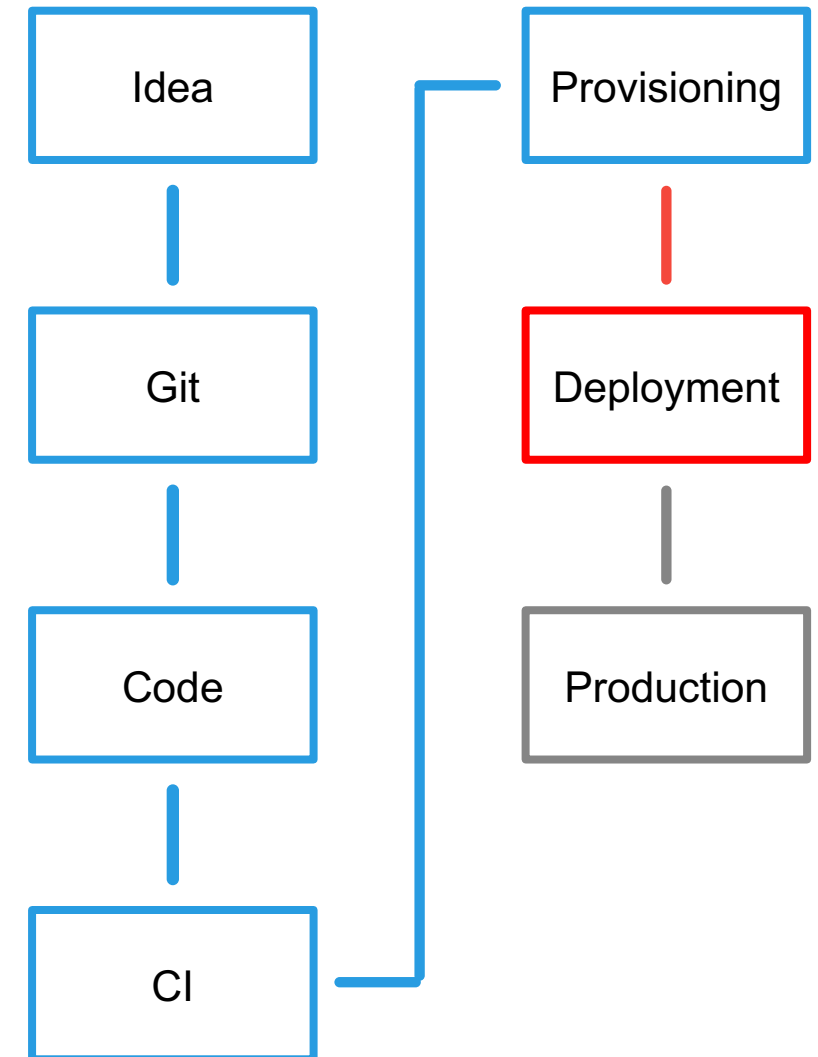 Idea
Git
Code
CI
Provisioning
Deployment
Production